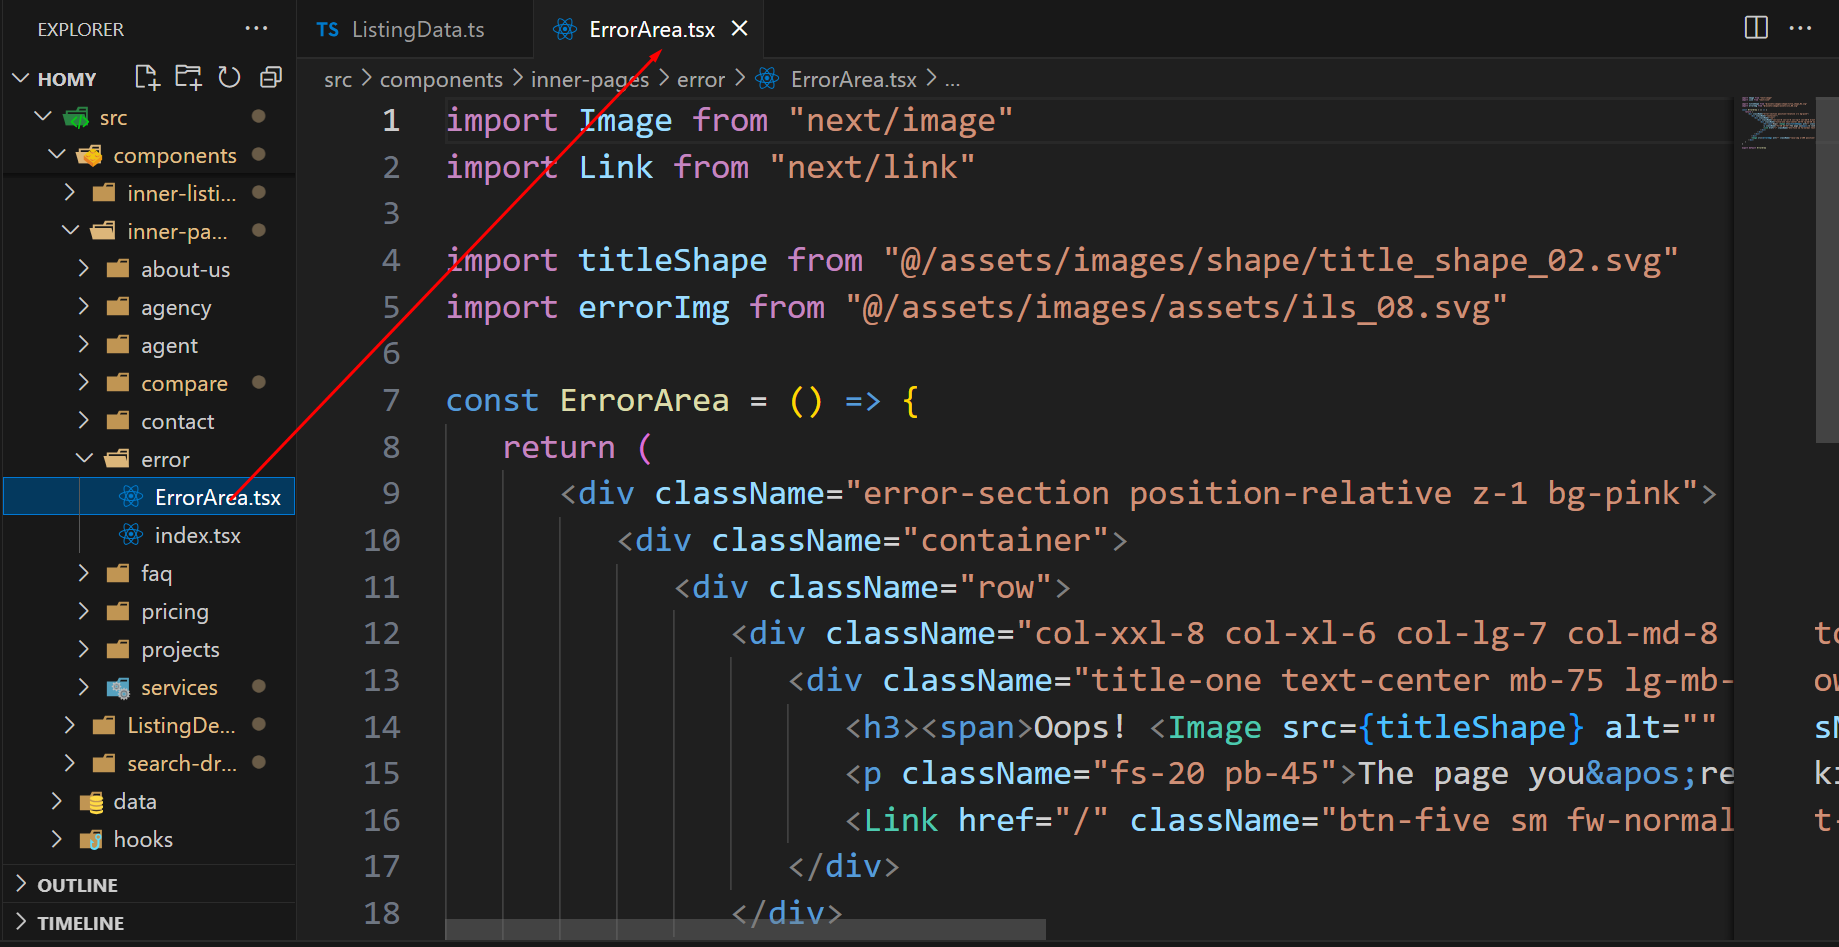 EXPLORER
HOMY
src
components
inner-listi...
inner-pa...
about-us
agency
agent
compare
contact
error
ErrorArea.tsx
index.tsx
faq
pricing
projects
services
ListingDe...
search-dr...
data
hooks
OUTLINE
TIMELINE
TS ListingData.ts
ErrorArea.tsx
src > components > inner-pages > error > ErrorArea.tsx > ...
1 import Image from "next/image"
2 import Link from "next/link"
3
4 import titleShape from "@/assets/images/shape/title_shape_02.svg"
5 import errorImg from "@/assets/images/assets/ils_08.svg"
6
7 const ErrorArea = () => {
8 return (
9 <div className="error-section position-relative z-1 bg-pink">
10 <div className="container">
11 <div className="row">
12 <div className="col-xxl-8 col-xl-6 col-lg-7 col-md-8
13 <div className="title-one text-center mb-75 lg-mb-
14 <h3><span>Oops! <Image src={titleShape} alt=""
15 <p className="fs-20 pb-45">The page you&apos;re
16 <Link href="/" className="btn-five sm fw-normal
17 </div>
18 </div>